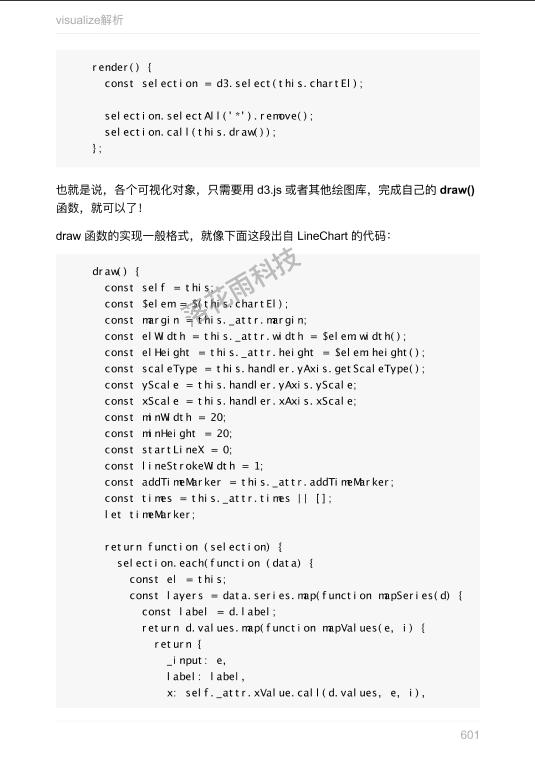 visualize解析
render() {
const selection = d3.select(this.chartEl);
selection.selectAll('*').remove();
selection.call(this.draw());
};
也就是说，各个可视化对象，只需要用 d3.js 或者其他绘图库，完成自己的 draw()
函数，就可以了！
draw 函数的实现一般格式，就像下面这段出自 LineChart 的代码：
draw() {
const self = this;
const $elem = $(this.chartEl);
const margin = this._attr.margin;
const elWidth = this._attr.width = $elem.width();
const elHeight = this._attr.height = $elem.height();
const scaleType = this.handler.yAxis.getScaleType();
const yScale = this.handler.yAxis.yScale;
const xScale = this.handler.xAxis.xScale;
const minWidth = 20;
const minHeight = 20;
const startLineX = 0;
const lineStrokeWidth = 1;
const addTimeMarker = this._attr.addTimeMarker;
const times = this._attr.times || [];
let timeMarker;
return function (selection) {
selection.each(function (data) {
const el = this;
const layers = data.series.map(function mapSeries(d) {
const label = d.label;
return d.values.map(function mapValues(e, i) {
return {
_input: e,
label: label,
x: self._attr.xValue.call(d.values, e, i),
落花雨科技
601